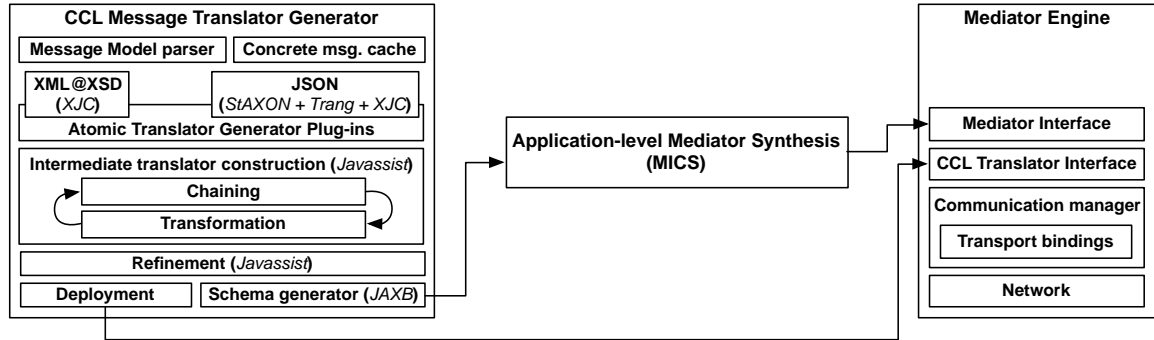 CCL Message Translator Generator
Message Model parser
Concrete msg. cache
XML@XSD
(XJC)
JSON
(StAXON + Trang + XJC)
Atomic Translator Generator Plug-ins
Intermediate translator construction (Javassist)
Chaining
Transformation
Refinement (Javassist)
Deployment
Schema generator (JAXB)
Application-level Mediator Synthesis
(MICS)
Mediator Engine
Mediator Interface
CCL Translator Interface
Communication manager
Transport bindings
Network